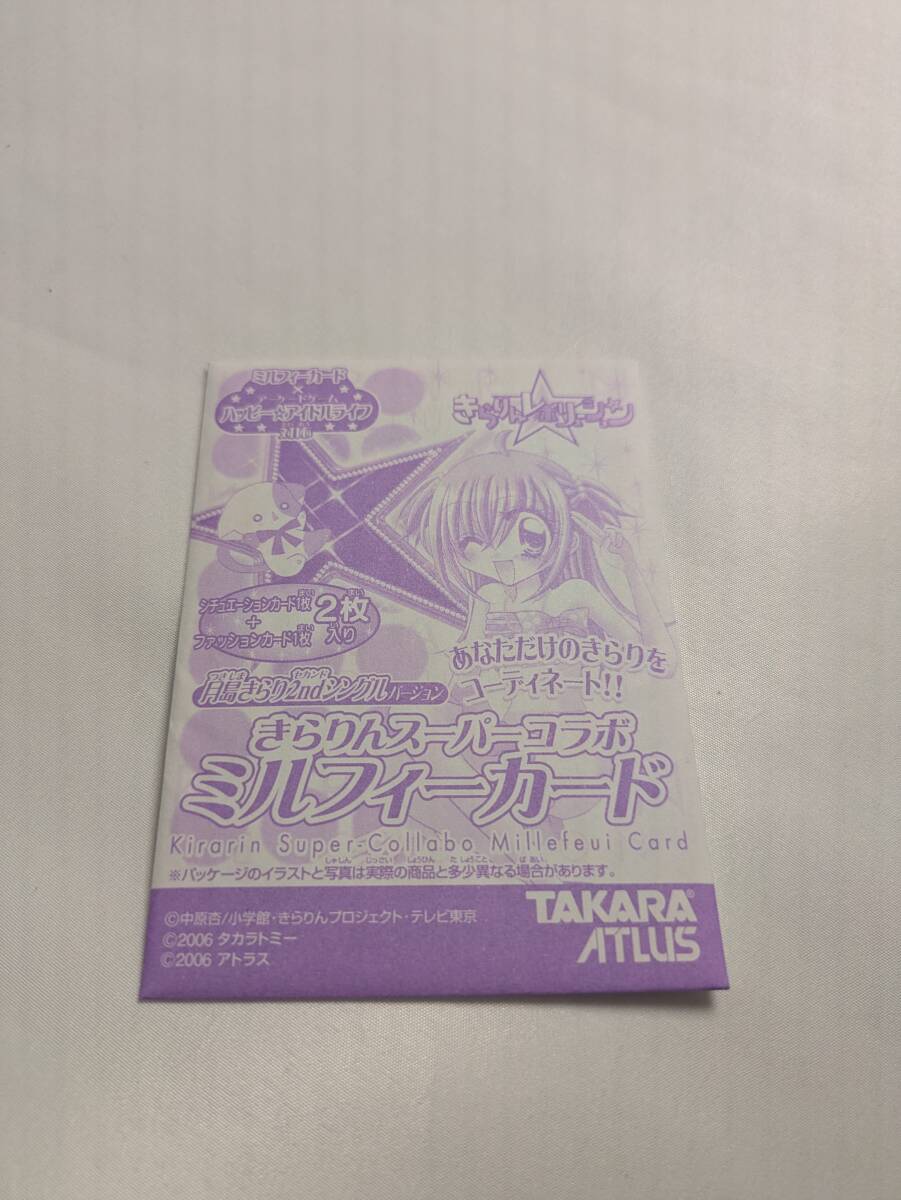 ミルフィーカード
×
アーケードゲーム
ハッピー☆アイドルライフ
対応
きらりんレボリューション
シチュエーションカード1枚
+
ファッションカード1枚
2枚
入り
あなただけのきらりを
コーディネート!!
月島きらり2ndシングルバージョン
きらりんスーパーコラボ
ミルフィーカード
Kirarin Super-Collabo Millefeui Card
※パッケージのイラストと写真は実際の商品と多少異なる場合があります。
©中原杏/小学館・きらりんプロジェクト・テレビ東京
©2006 タカラトミー
©2006 アトラス
TAKARA®
ATLUS